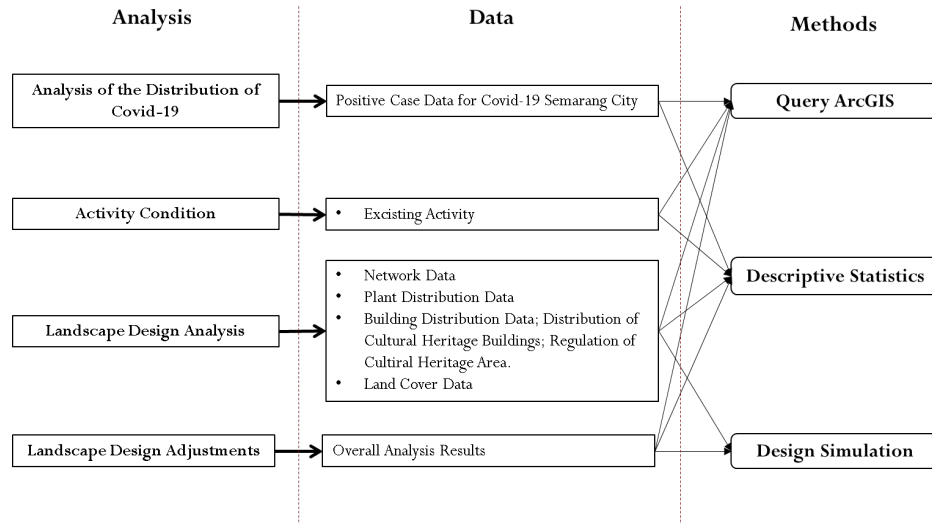 Analysis
Data
Methods
Analysis of the Distribution of
Covid-19
Positive Case Data for Covid-19 Semarang City
Query ArcGIS
Activity Condition
• Excisting Activity
Landscape Design Analysis
• Network Data
• Plant Distribution Data
• Building Distribution Data; Distribution of
Cultural Heritage Buildings; Regulation of
Cultiral Heritage Area.
• Land Cover Data
Descriptive Statistics
Landscape Design Adjustments
Overall Analysis Results
Design Simulation